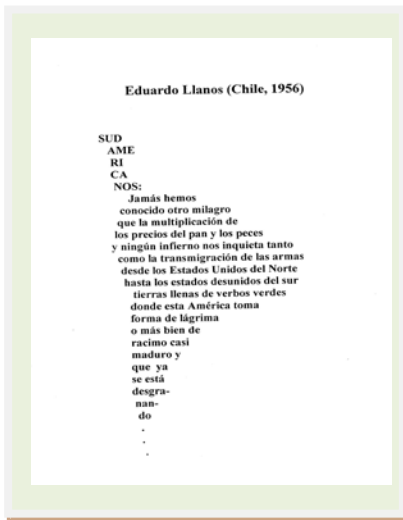 Eduardo Llanos (Chile, 1956)
SUD
AME
RI
CA
NOS:
Jamás hemos
conocido otro milagro
que la multiplicación de
los precios del pan y los peces
y ningún infierno nos inquieta tanto
como la transmigración de las armas
desde los Estados Unidos del Norte
hasta los estados desunidos del sur
tierras llenas de verbos verdes
donde esta América toma
forma de lágrima
o más bien de
racimo casi
maduro y
que ya
se está
desgra-
nan-
do
.
.
.